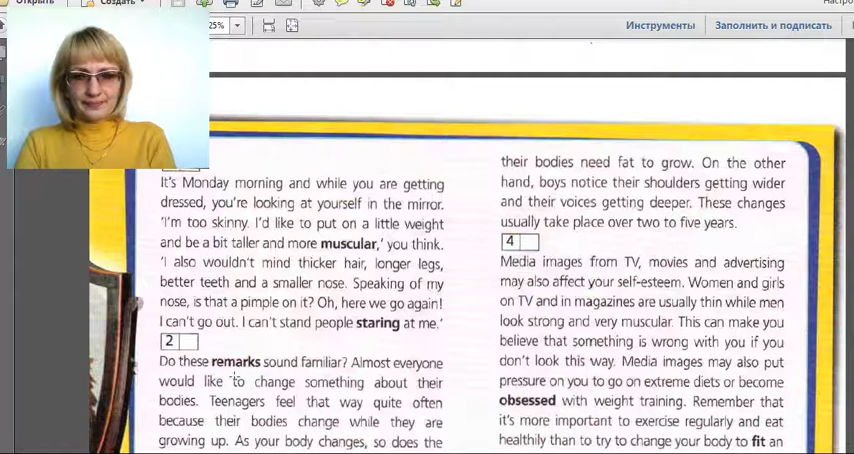 Открыть
Создать
25%
Инструменты
Заполнить и подписать
It's Monday morning and while you are getting
dressed, you're looking at yourself in the mirror.
'I'm too skinny. I'd like to put on a little weight
and be a bit taller and more muscular,' you think.
'I also wouldn't mind thicker hair, longer legs,
better teeth and a smaller nose. Speaking of my
nose, is that a pimple on it? Oh, here we go again!
I can't go out. I can't stand people staring at me.'
2
Do these remarks sound familiar? Almost everyone
would like to change something about their
bodies. Teenagers feel that way quite often
because their bodies change while they are
growing up. As your body changes, so does the
their bodies need fat to grow. On the other
hand, boys notice their shoulders getting wider
and their voices getting deeper. These changes
usually take place over two to five years.
4
Media images from TV, movies and advertising
may also affect your self-esteem. Women and girls
on TV and in magazines are usually thin while men
look strong and very muscular. This can make you
believe that something is wrong with you if you
don't look this way. Media images may also put
pressure on you to go on extreme diets or become
obsessed with weight training. Remember that
it's more important to exercise regularly and eat
healthily than to try to change your body to fit an